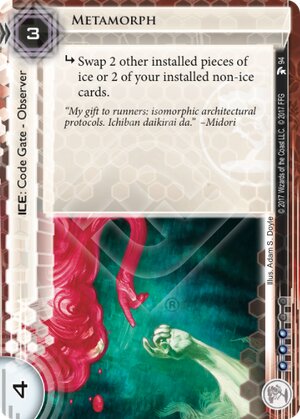 3
METAMORPH
↳ Swap 2 other installed pieces of
ice or 2 of your installed non-ice
cards.
“My gift to runners: isomorphic architectural
protocols. Ichiban daikirai da.” –Midori
ICE: Code Gate - Observer
4
94
© 2017 Wizards of the Coast LLC. © 2017 FFG
Illus. Adam S. Doyle
®